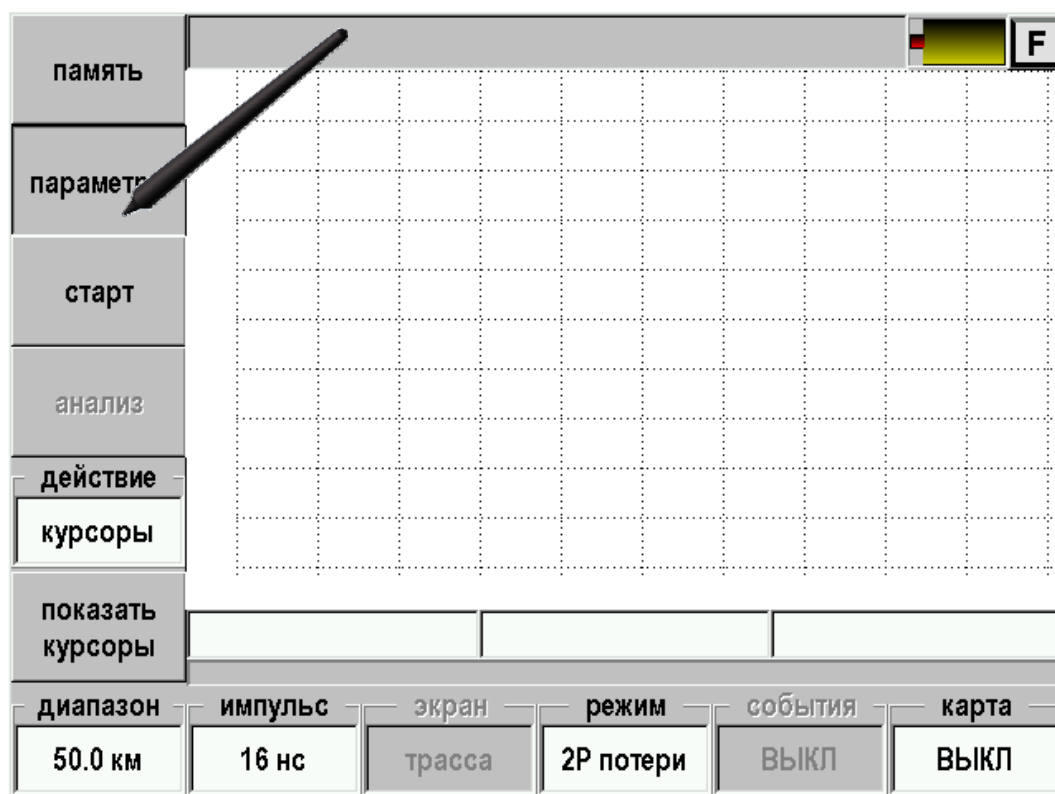 память
F
параметр
старт
анализ
действие
курсоры
показать
курсоры
диапазон импульс экран режим события карта
50.0 км 16 нс трасса 2Р потери ВЫКЛ ВЫКЛ